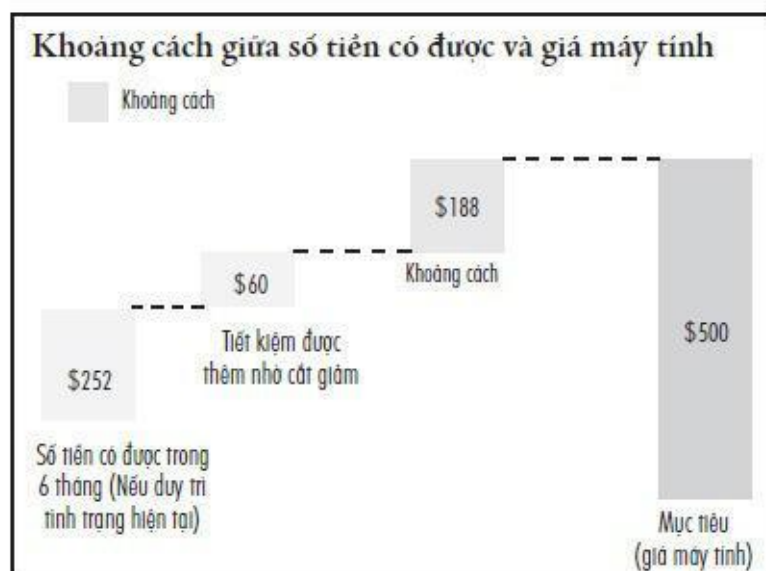 Khoảng cách giữa số tiền có được và giá máy tính
Khoảng cách
$188
Khoảng cách
$60
Tiết kiệm được
thêm nhờ cắt giảm
$252
$500
Số tiền có được trong
6 tháng (Nếu duy trì
tình trạng hiện tại)
Mục tiêu
(giá máy tính)